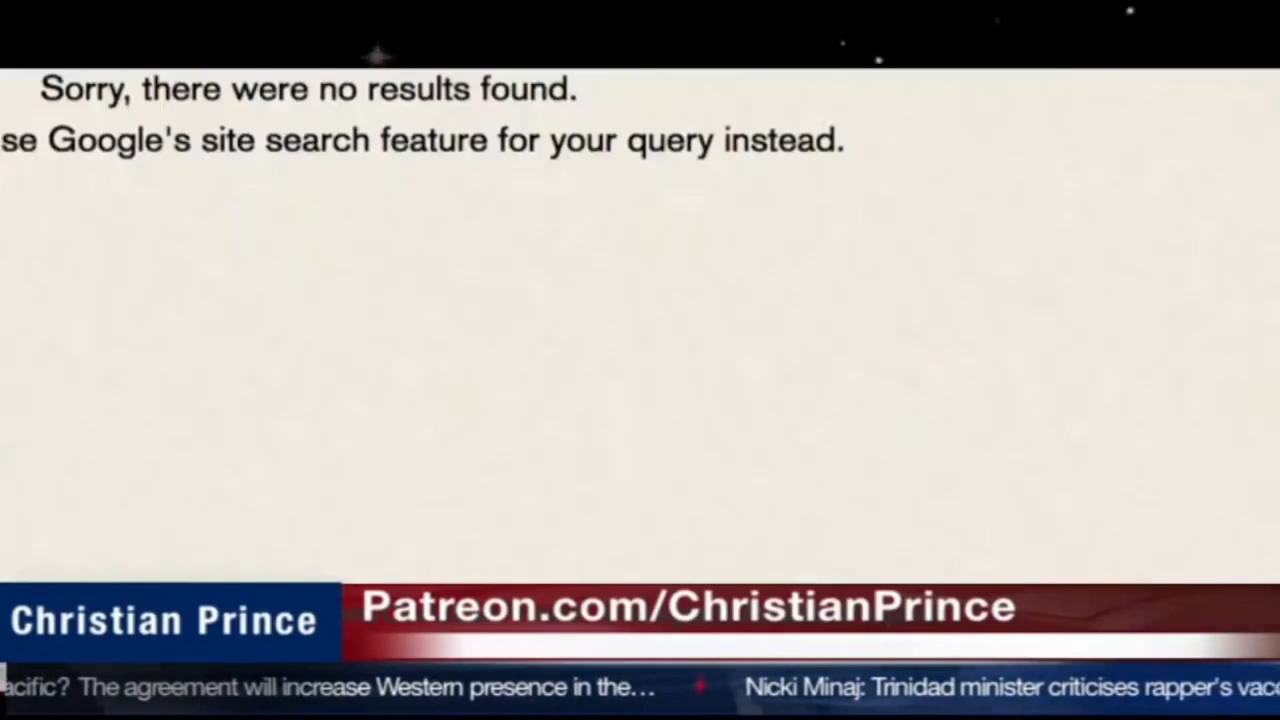 Sorry, there were no results found.
se Google's site search feature for your query instead.
Christian Prince
Patreon.com/ChristianPrince
acific? The agreement will increase Western presence in the...
Nicki Minaj: Trinidad minister criticises rapper's vacc